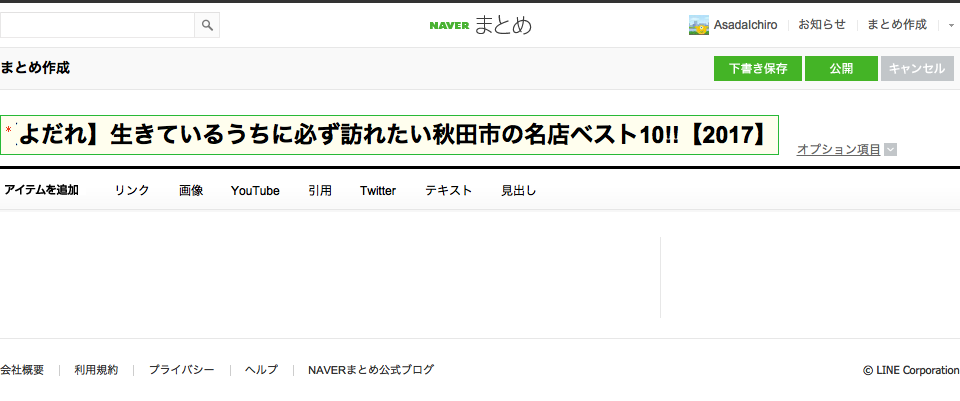 NAVER まとめ AsadaIchiro お知らせ まとめ作成
まとめ作成 下書き保存 公開 キャンセル
* よだれ】生きているうちに必ず訪れたい秋田市の名店ベスト10!!【2017】 オプション項目
アイテムを追加 リンク 画像 YouTube 引用 Twitter テキスト 見出し
会社概要 利用規約 プライバシー ヘルプ NAVERまとめ公式ブログ © LINE Corporation